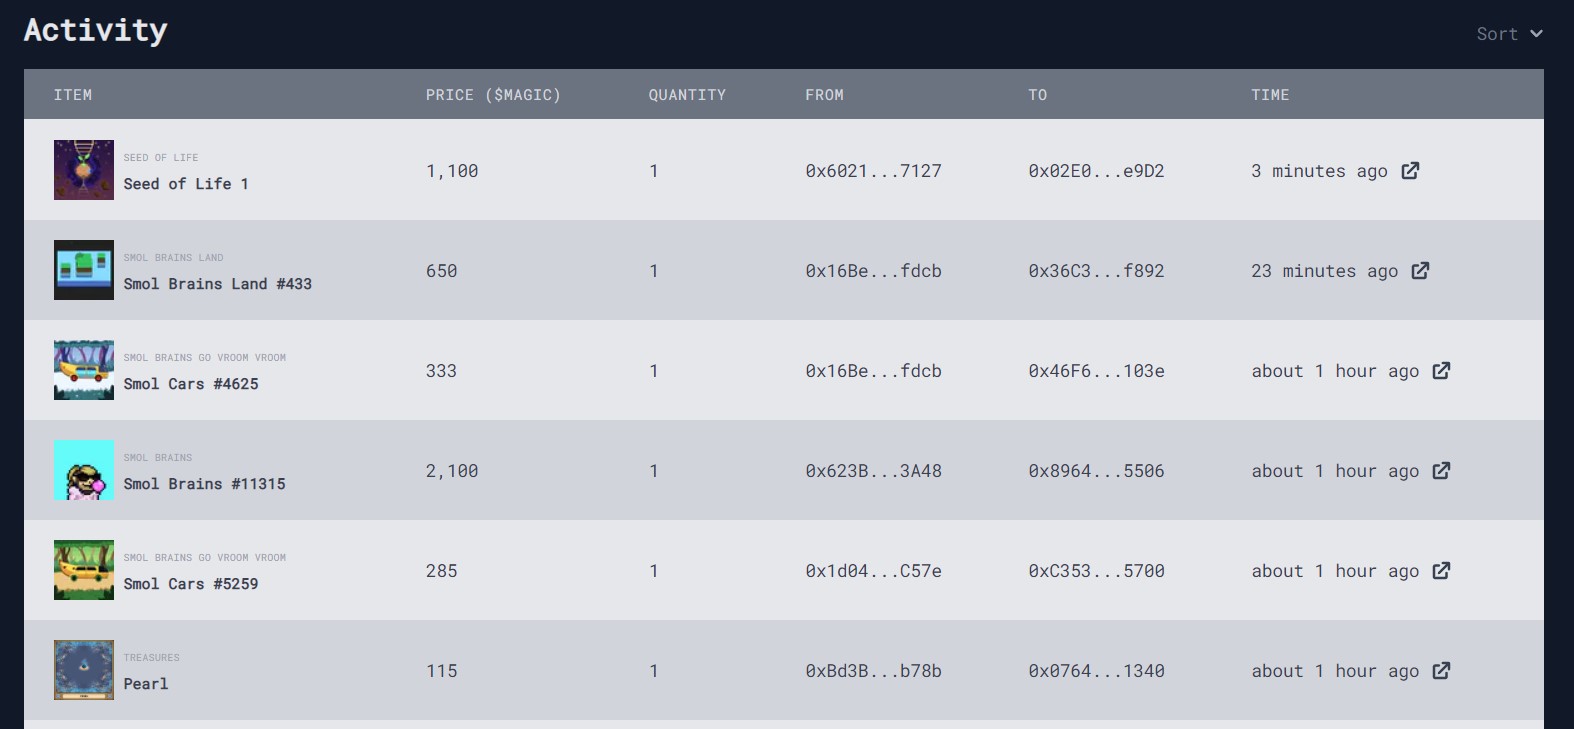 Activity
Sort
ITEM PRICE ($MAGIC) QUANTITY FROM TO TIME
SEED OF LIFE
Seed of Life 1 1,100 1 0x6021...7127 0x02E0...e9D2 3 minutes ago
SMOL BRAINS LAND
Smol Brains Land #433 650 1 0x16Be...fdcb 0x36C3...f892 23 minutes ago
SMOL BRAINS GO VROOM VROOM
Smol Cars #4625 333 1 0x16Be...fdcb 0x46F6...103e about 1 hour ago
SMOL BRAINS
Smol Brains #11315 2,100 1 0x623B...3A48 0x8964...5506 about 1 hour ago
SMOL BRAINS GO VROOM VROOM
Smol Cars #5259 285 1 0x1d04...C57e 0xC353...5700 about 1 hour ago
TREASURES
Pearl 115 1 0xBd3B...b78b 0x0764...1340 about 1 hour ago